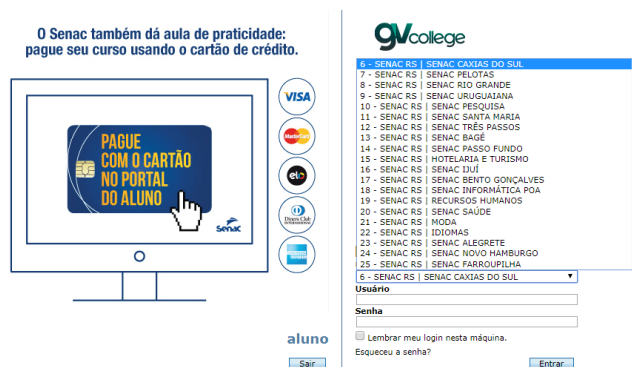 O Senac também dá aula de praticidade:
pague seu curso usando o cartão de crédito.
VISA
MasterCard
elo
Diners Club
INTERNATIONAL
PAGUE
COM O CARTÃO
NO PORTAL
DO ALUNO
Senac
aluno
Sair
gvcollege
6 - SENAC RS | SENAC CAXIAS DO SUL
7 - SENAC RS | SENAC PELOTAS
8 - SENAC RS | SENAC RIO GRANDE
9 - SENAC RS | SENAC URUGUAIANA
10 - SENAC RS | SENAC PESQUISA
11 - SENAC RS | SENAC SANTA MARIA
12 - SENAC RS | SENAC TRÊS PASSOS
13 - SENAC RS | SENAC BAGÉ
14 - SENAC RS | SENAC PASSO FUNDO
15 - SENAC RS | HOTELARIA E TURISMO
16 - SENAC RS | SENAC IJUÍ
17 - SENAC RS | SENAC BENTO GONÇALVES
18 - SENAC RS | SENAC INFORMÁTICA POA
19 - SENAC RS | RECURSOS HUMANOS
20 - SENAC RS | SENAC SAÚDE
21 - SENAC RS | MODA
22 - SENAC RS | IDIOMAS
23 - SENAC RS | SENAC ALEGRETE
24 - SENAC RS | SENAC NOVO HAMBURGO
25 - SENAC RS | SENAC FARROUPILHA
6 - SENAC RS | SENAC CAXIAS DO SUL
Usuário
Senha
Lembrar meu login nesta máquina.
Esqueceu a senha?
Entrar